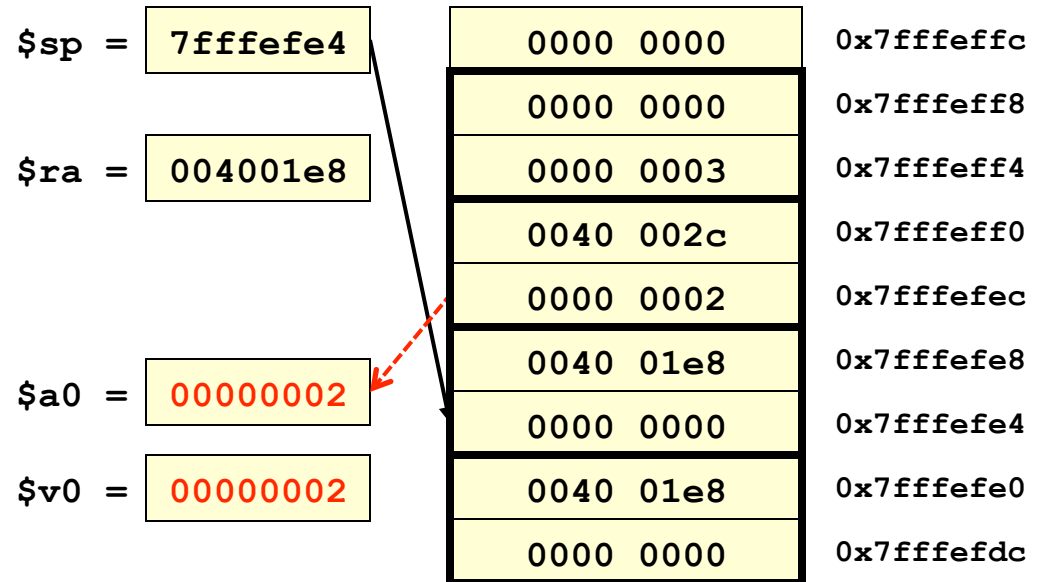 $sp = 7fffefe4 0000 0000 0x7fffeffc
0000 0000 0x7fffeff8
$ra = 004001e8 0000 0003 0x7fffeff4
0040 002c 0x7fffeff0
0000 0002 0x7fffefec
0040 01e8 0x7fffefe8
$a0 = 00000002 0000 0000 0x7fffefe4
$v0 = 00000002 0040 01e8 0x7fffefe0
0000 0000 0x7fffefdc